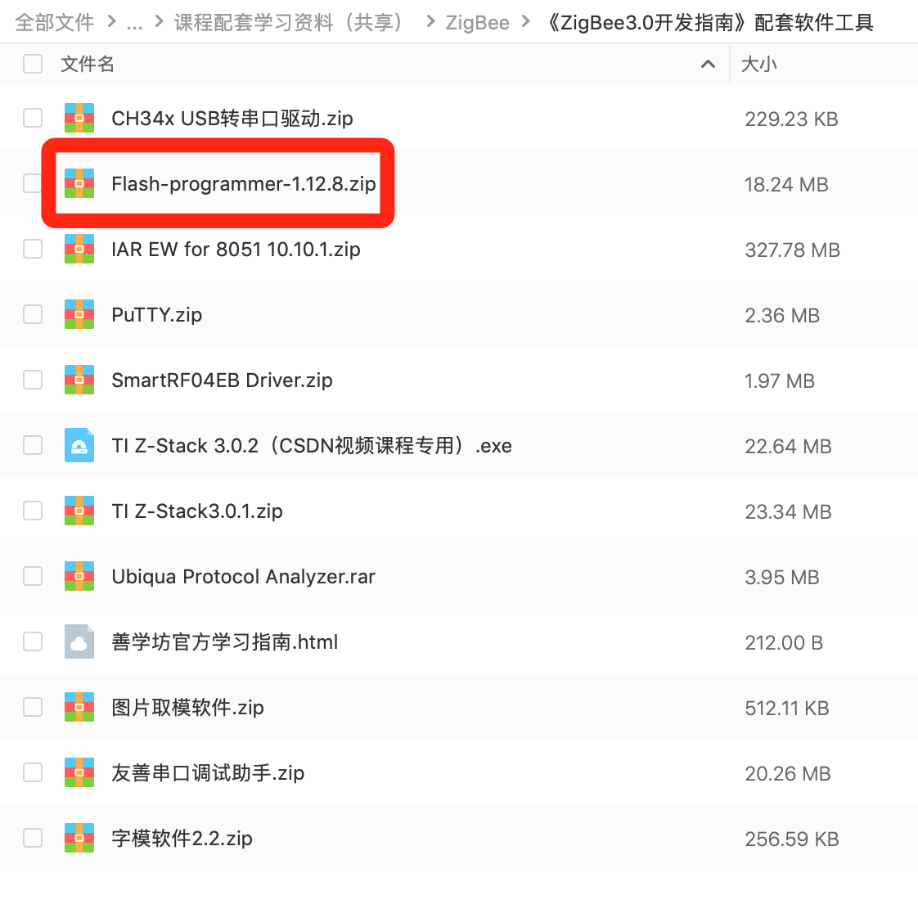 全部文件 > ... > 课程配套学习资料（共享） > ZigBee > 《ZigBee3.0开发指南》配套软件工具
文件名 大小
CH34x USB转串口驱动.zip 229.23 KB
Flash-programmer-1.12.8.zip 18.24 MB
IAR EW for 8051 10.10.1.zip 327.78 MB
PuTTY.zip 2.36 MB
SmartRF04EB Driver.zip 1.97 MB
TI Z-Stack 3.0.2（CSDN视频课程专用）.exe 22.64 MB
TI Z-Stack3.0.1.zip 23.34 MB
Ubiqua Protocol Analyzer.rar 3.95 MB
善学坊官方学习指南.html 212.00 B
图片取模软件.zip 512.11 KB
友善串口调试助手.zip 20.26 MB
字模软件2.2.zip 256.59 KB